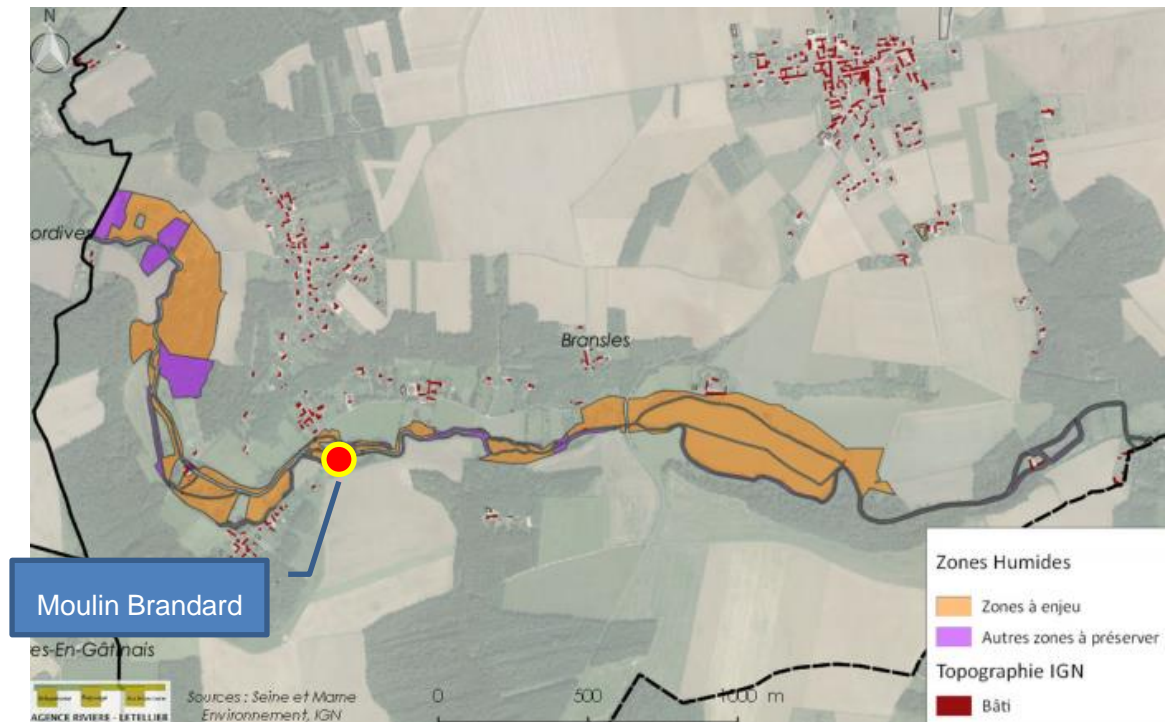 N
ordives
Bransles
Moulin Brandard
es-En-Gâtinais
AGENCE RIVIERE - LETELLIER
Sources : Seine et Marne
Environnement, IGN
0 500 1000 m
Zones Humides
Zones à enjeu
Autres zones à préserver
Topographie IGN
Bâti